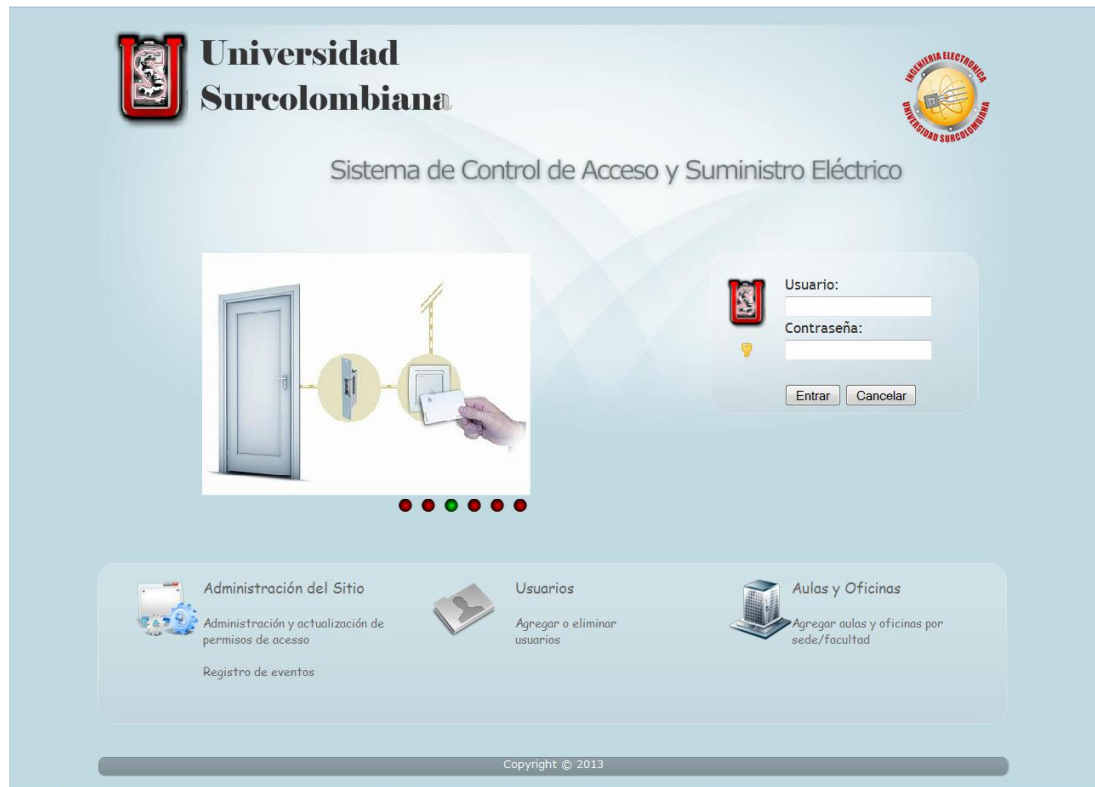 Universidad
Surcolombiana
INGENIERIA ELECTRONICA
UNIVERSIDAD SURCOLOMBIANA
Sistema de Control de Acceso y Suministro Eléctrico
Usuario:
Contraseña:
Entrar Cancelar
Administración del Sitio
Administración y actualización de
permisos de acesso
Registro de eventos
Usuarios
Agregar o eliminar
usuarios
Aulas y Oficinas
Agregar aulas y oficinas por
sede/facultad
Copyright © 2013